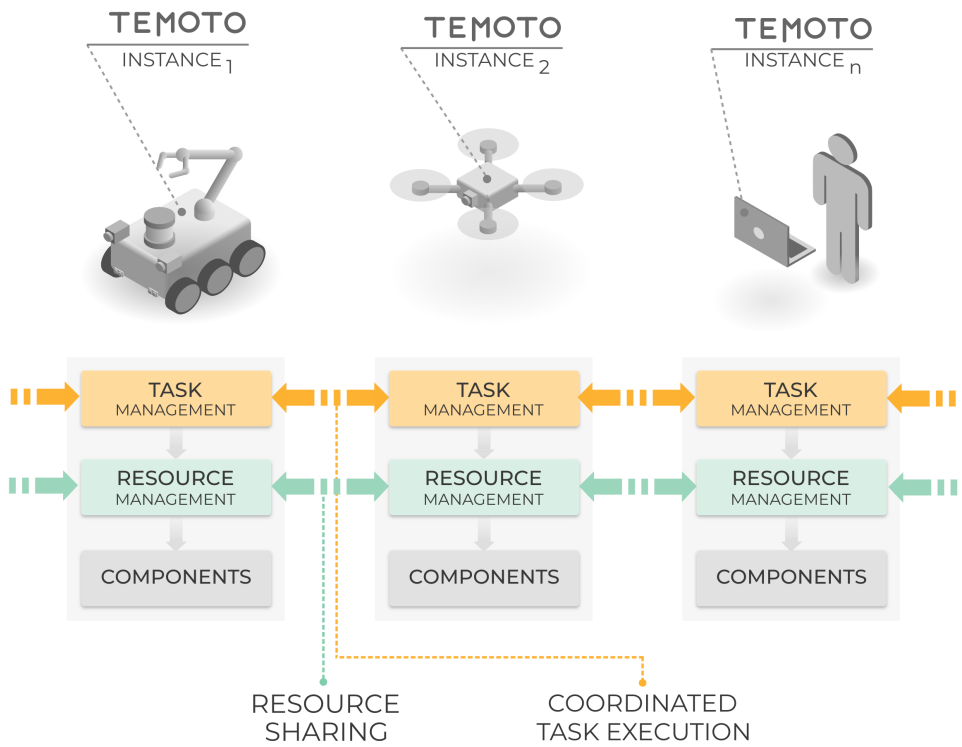 TEMOTO
INSTANCE 1
TEMOTO
INSTANCE 2
TEMOTO
INSTANCE n
TASK
MANAGEMENT
RESOURCE
MANAGEMENT
COMPONENTS
TASK
MANAGEMENT
RESOURCE
MANAGEMENT
COMPONENTS
TASK
MANAGEMENT
RESOURCE
MANAGEMENT
COMPONENTS
RESOURCE
SHARING
COORDINATED
TASK EXECUTION